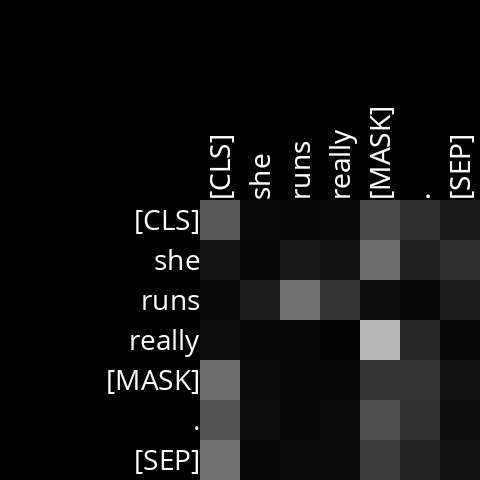 [CLS] she runs really [MASK] . [SEP]
[CLS]
she
runs
really
[MASK]
.
[SEP]